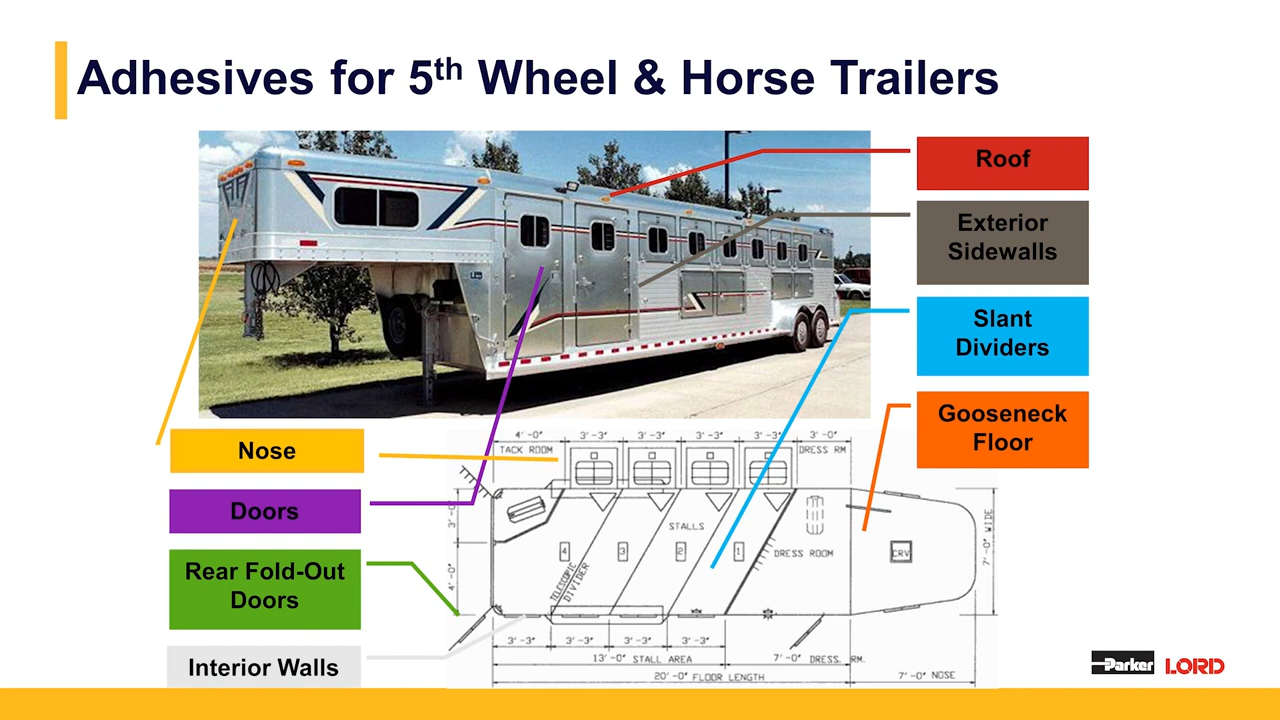 Adhesives for 5th Wheel & Horse Trailers
Roof
Exterior
Sidewalls
Slant
Dividers
Gooseneck
Floor
Nose
Doors
Rear Fold-Out
Doors
Interior Walls
4'-0" 3'-3" 3'-3" 3'-3" 3'-3" 3'-0"
TACK ROOM
DRESS RM
3'-0"
4'-0"
STALLS
4
3
2
1
TELESCOPIC
DIVIDER
DRESS ROOM
CRV
7'-0" WIDE
3'-3" 3'-3" 3'-3"
13'-0" STALL AREA
7'-0" DRESS. RM.
20'-0" FLOOR LENGTH
7'-0" NOSE
Parker LORD